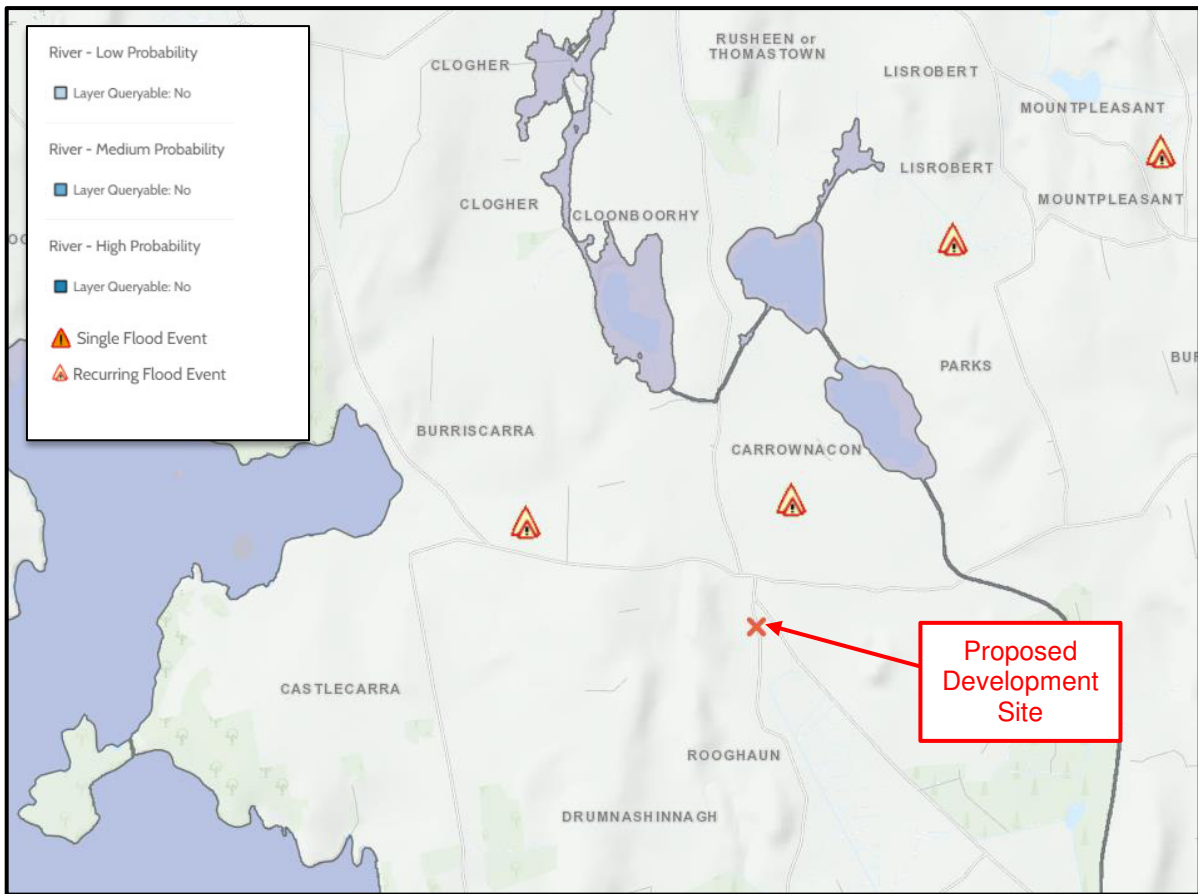 River - Low Probability
Layer Queryable: No
River - Medium Probability
Layer Queryable: No
River - High Probability
Layer Queryable: No
Single Flood Event
Recurring Flood Event
RUSHEEN or
THOMASTOWN
CLOGHER
LISROBERT
MOUNTPLEASANT
LISROBERT
CLOGHER
CLOONBOORHY
MOUNTPLEASANT
PARKS
BURRISCARRA
CARROWNACON
Proposed
Development
Site
CASTLECARRA
ROOGHAUN
DRUMNASHINNAGH